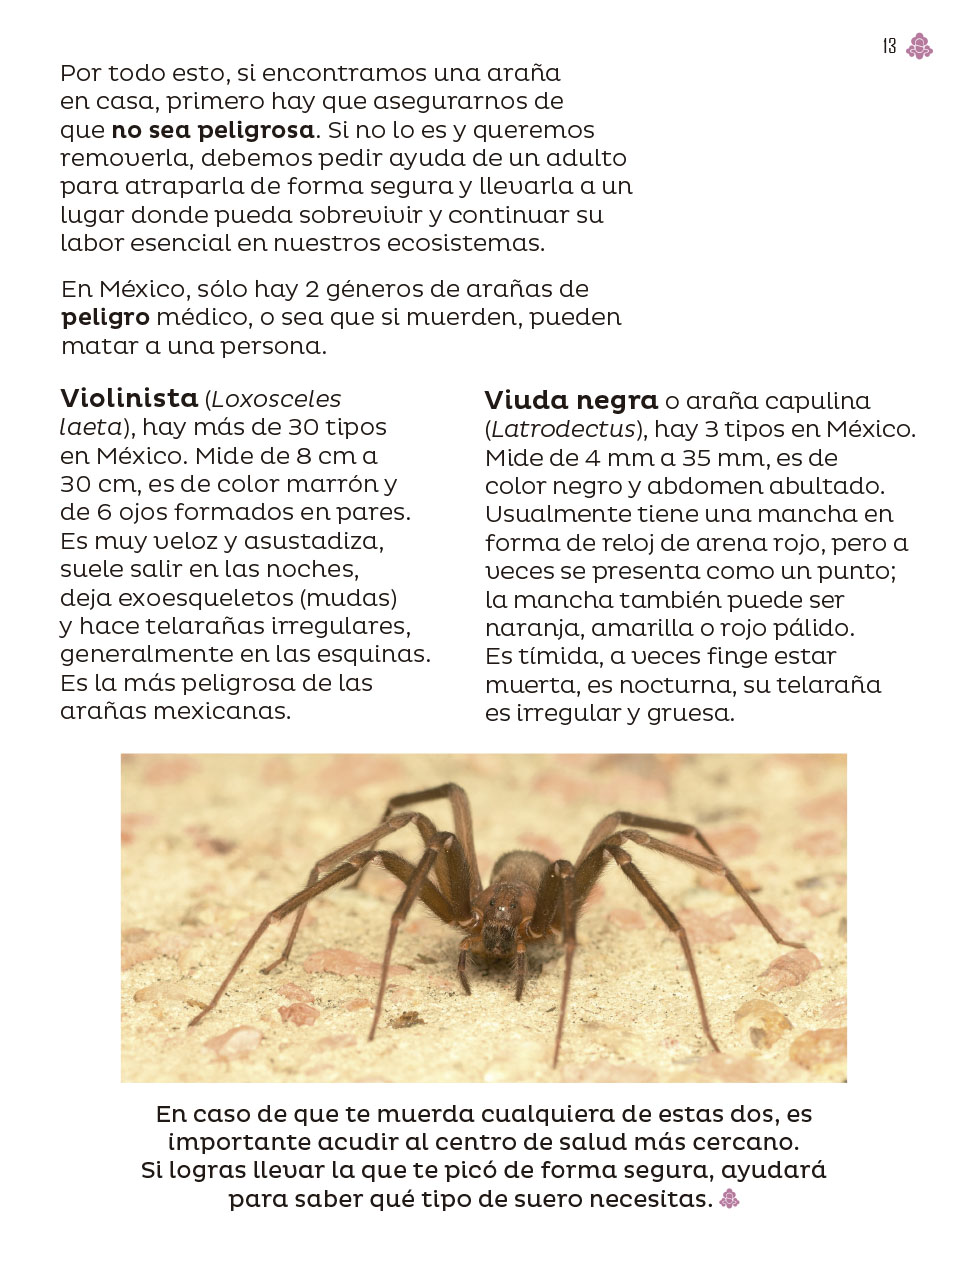 13
Por todo esto, si encontramos una araña
en casa, primero hay que asegurarnos de
que no sea peligrosa. Si no lo es y queremos
removerla, debemos pedir ayuda de un adulto
para atraparla de forma segura y llevarla a un
lugar donde pueda sobrevivir y continuar su
labor esencial en nuestros ecosistemas.
En México, sólo hay 2 géneros de arañas de
peligro médico, o sea que si muerden, pueden
matar a una persona.
Violinista (Loxosceles
laeta), hay más de 30 tipos
en México. Mide de 8 cm a
30 cm, es de color marrón y
de 6 ojos formados en pares.
Es muy veloz y asustadiza,
suele salir en las noches,
deja exoesqueletos (mudas)
y hace telarañas irregulares,
generalmente en las esquinas.
Es la más peligrosa de las
arañas mexicanas.
Viuda negra o araña capulina
(Latrodectus), hay 3 tipos en México.
Mide de 4 mm a 35 mm, es de
color negro y abdomen abultado.
Usualmente tiene una mancha en
forma de reloj de arena rojo, pero a
veces se presenta como un punto;
la mancha también puede ser
naranja, amarilla o rojo pálido.
Es tímida, a veces finge estar
muerta, es nocturna, su telaraña
es irregular y gruesa.
En caso de que te muerda cualquiera de estas dos, es
importante acudir al centro de salud más cercano.
Si logras llevar la que te picó de forma segura, ayudará
para saber qué tipo de suero necesitas.